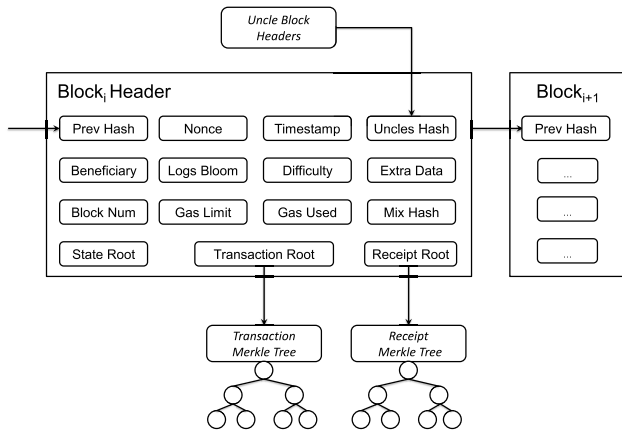 Uncle Block
Headers
Block_i Header
Block_{i+1}
Prev Hash
Nonce
Timestamp
Uncles Hash
Prev Hash
Beneficiary
Logs Bloom
Difficulty
Extra Data
...
Block Num
Gas Limit
Gas Used
Mix Hash
...
State Root
Transaction Root
Receipt Root
...
Transaction
Merkle Tree
Receipt
Merkle Tree